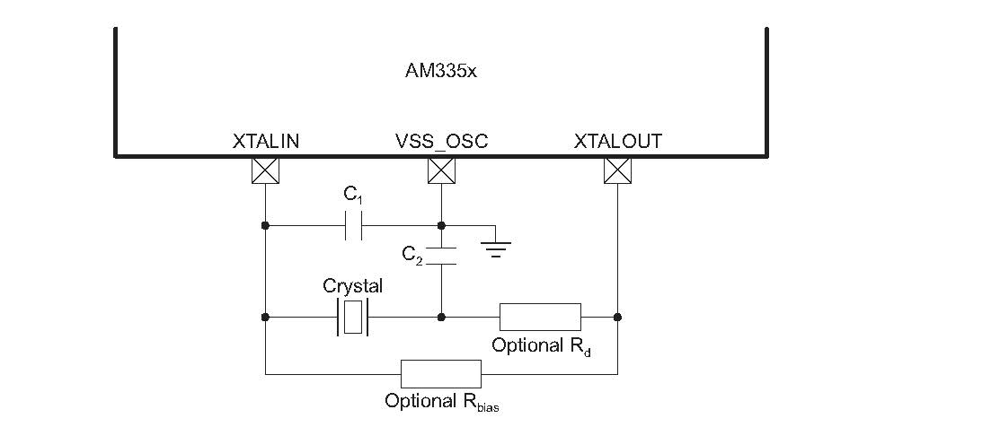 AM335x
XTALIN VSS_OSC XTALOUT
C1
C2
Crystal
Optional Rd
Optional Rbias